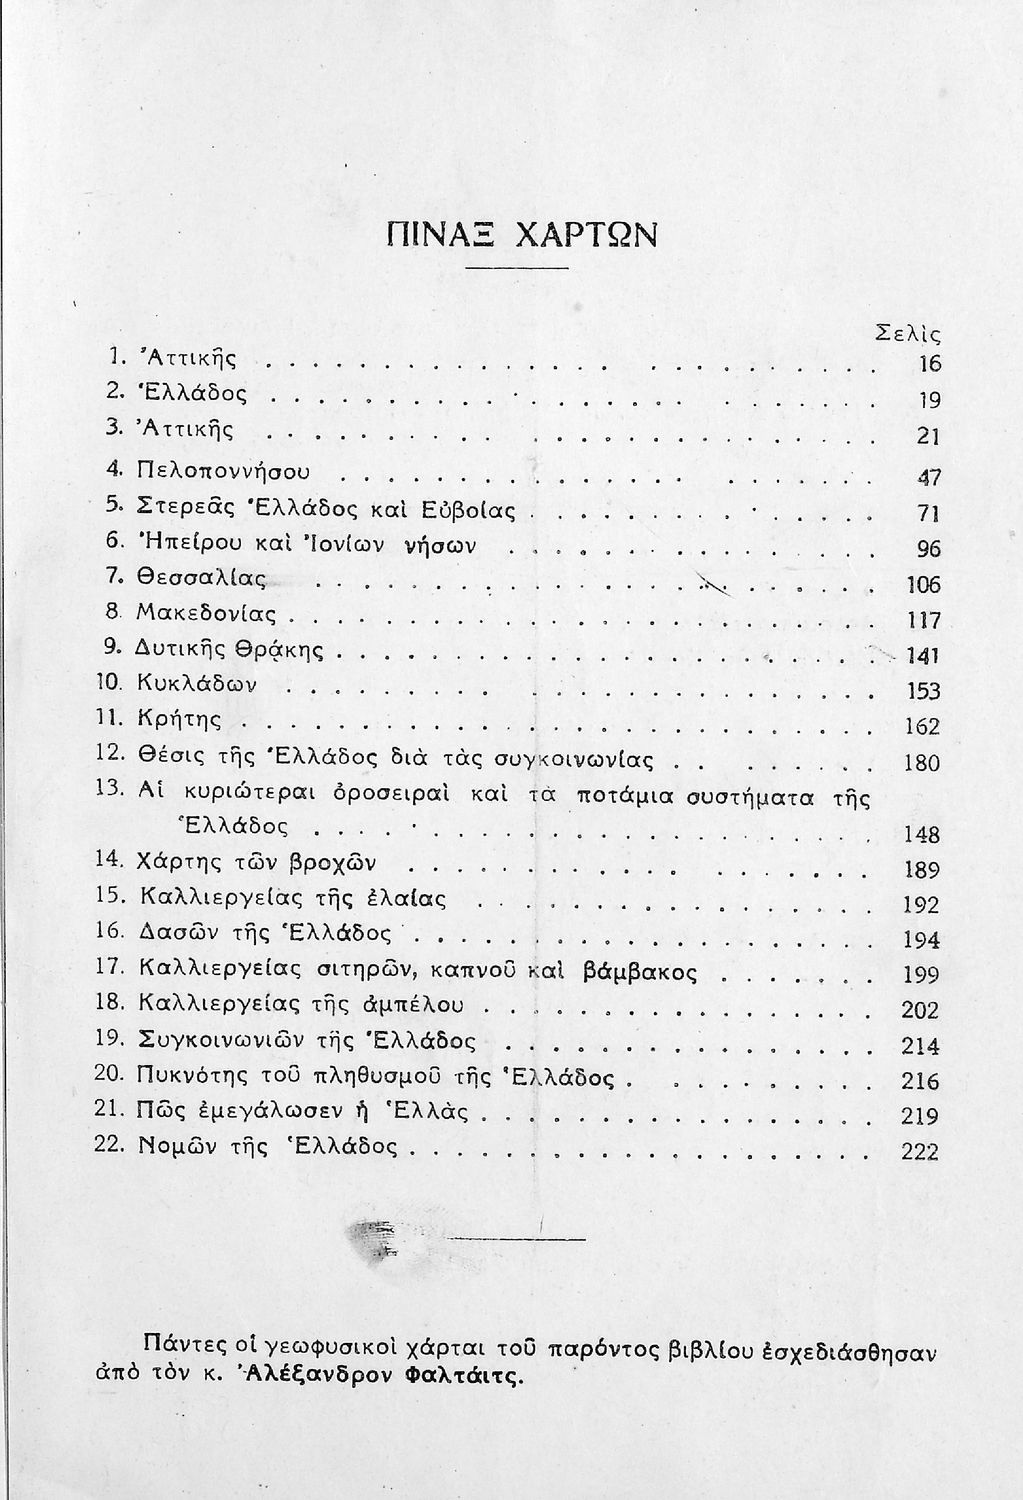 ΠΙΝΑΞ ΧΑΡΤΩΝ
Σελὶς
1. Ἀττικῆς . . . . . . . . . . . . . . . . . . . . . . . . 16
2. Ἑλλάδος . . . . . . . . . . . . . . . . . . . . . . . . 19
3. Ἀττικῆς . . . . . . . . . . . . . . . . . . . . . . . . 21
4. Πελοποννήσου . . . . . . . . . . . . . . . . . . . . . 47
5. Στερεᾶς Ἑλλάδος καὶ Εὐβοίας . . . . . . . . . . . . . 71
6. Ἠπείρου καὶ Ἰονίων νήσων . . . . . . . . . . . . . . 96
7. Θεσσαλίας . . . . . . . . . . . . . . . . . . . . . . 106
8. Μακεδονίας . . . . . . . . . . . . . . . . . . . . . . 117
9. Δυτικῆς Θρᾴκης . . . . . . . . . . . . . . . . . . . . 141
10. Κυκλάδων . . . . . . . . . . . . . . . . . . . . . . 153
11. Κρήτης . . . . . . . . . . . . . . . . . . . . . . . . 162
12. Θέσις τῆς Ἑλλάδος διὰ τὰς συγκοινωνίας . . . . . . . 180
13. Αἱ κυριώτεραι ὀροσειραὶ καὶ τὰ ποτάμια συστήματα τῆς
Ἑλλάδος . . . . . . . . . . . . . . . . . . . . . . . 148
14. Χάρτης τῶν βροχῶν . . . . . . . . . . . . . . . . . . 189
15. Καλλιεργείας τῆς ἐλαίας . . . . . . . . . . . . . . . 192
16. Δασῶν τῆς Ἑλλάδος . . . . . . . . . . . . . . . . . . 194
17. Καλλιεργείας σιτηρῶν, καπνοῦ καὶ βάμβακος . . . . . . 199
18. Καλλιεργείας τῆς ἀμπέλου . . . . . . . . . . . . . . . 202
19. Συγκοινωνιῶν τῆς Ἑλλάδος . . . . . . . . . . . . . . . 214
20. Πυκνότης τοῦ πληθυσμοῦ τῆς Ἑλλάδος . . . . . . . . . 216
21. Πῶς ἐμεγάλωσεν ἡ Ἑλλὰς . . . . . . . . . . . . . . . . 219
22. Νομῶν τῆς Ἑλλάδος . . . . . . . . . . . . . . . . . . 222
Πάντες οἱ γεωφυσικοὶ χάρται τοῦ παρόντος βιβλίου ἐσχεδιάσθησαν
ἀπὸ τὸν κ. Ἀλέξανδρον Φαλτάιτς.